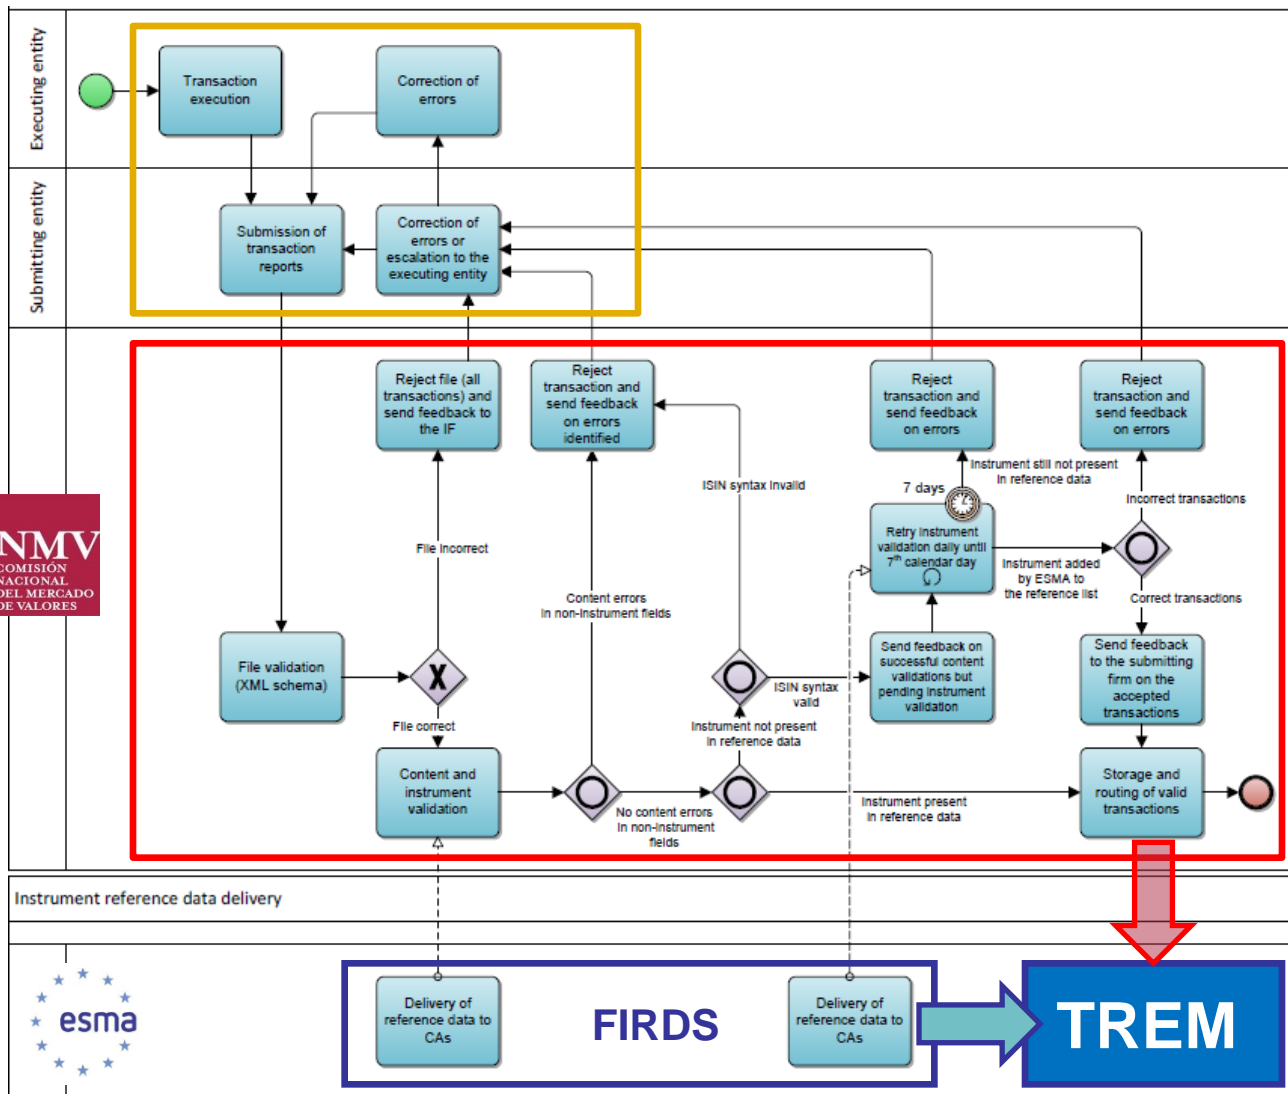 Executing entity
Transaction
execution
Correction of
errors
Submitting entity
Submission of
transaction
reports
Correction of
errors or
escalation to the
executing entity
Reject file (all
transactions) and
send feedback to
the IF
Reject
transaction and
send feedback
on errors
identified
Reject
transaction and
send feedback
on errors
Reject
transaction and
send feedback
on errors
Instrument still not present
in reference data
ISIN syntax invalid
7 days
Incorrect transactions
NMV
COMISIÓN
NACIONAL
DEL MERCADO
DE VALORES
File incorrect
Retry instrument
validation daily until
7th calendar day
Instrument added
by ESMA to
the reference list
Correct transactions
Content errors
in non-instrument fields
File validation
(XML schema)
X
ISIN syntax
valid
Send feedback on
successful content
validations but
pending instrument
validation
Send feedback
to the submitting
firm on the
accepted
transactions
File correct
Instrument not present
in reference data
Content and
instrument
validation
No content errors
in non-instrument
fields
Instrument present
in reference data
Storage and
routing of valid
transactions
Instrument reference data delivery
esma
Delivery of
reference data to
CAs
FIRDS
Delivery of
reference data to
CAs
TREM